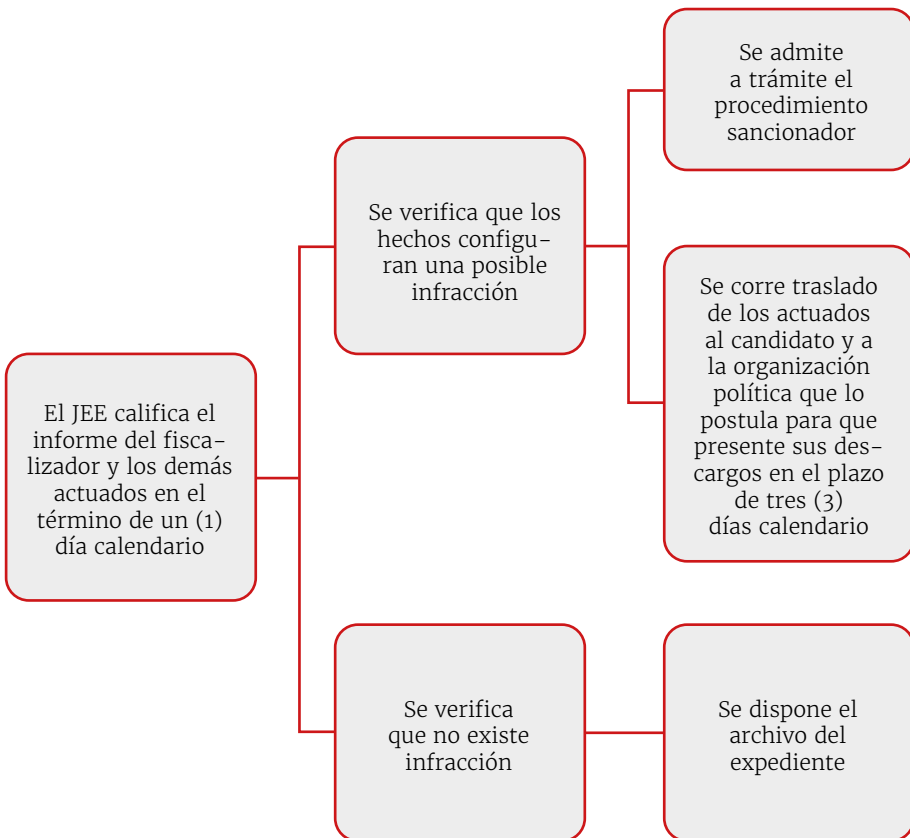 El JEE califica el
informe del fisca-
lizador y los demás
actuados en el
término de un (1)
día calendario
Se verifica que los
hechos configu-
ran una posible
infracción
Se admite
a trámite el
procedimiento
sancionador
Se corre traslado
de los actuados
al candidato y a
la organización
política que lo
postula para que
presente sus des-
cargos en el plazo
de tres (3)
días calendario
Se verifica
que no existe
infracción
Se dispone el
archivo del
expediente